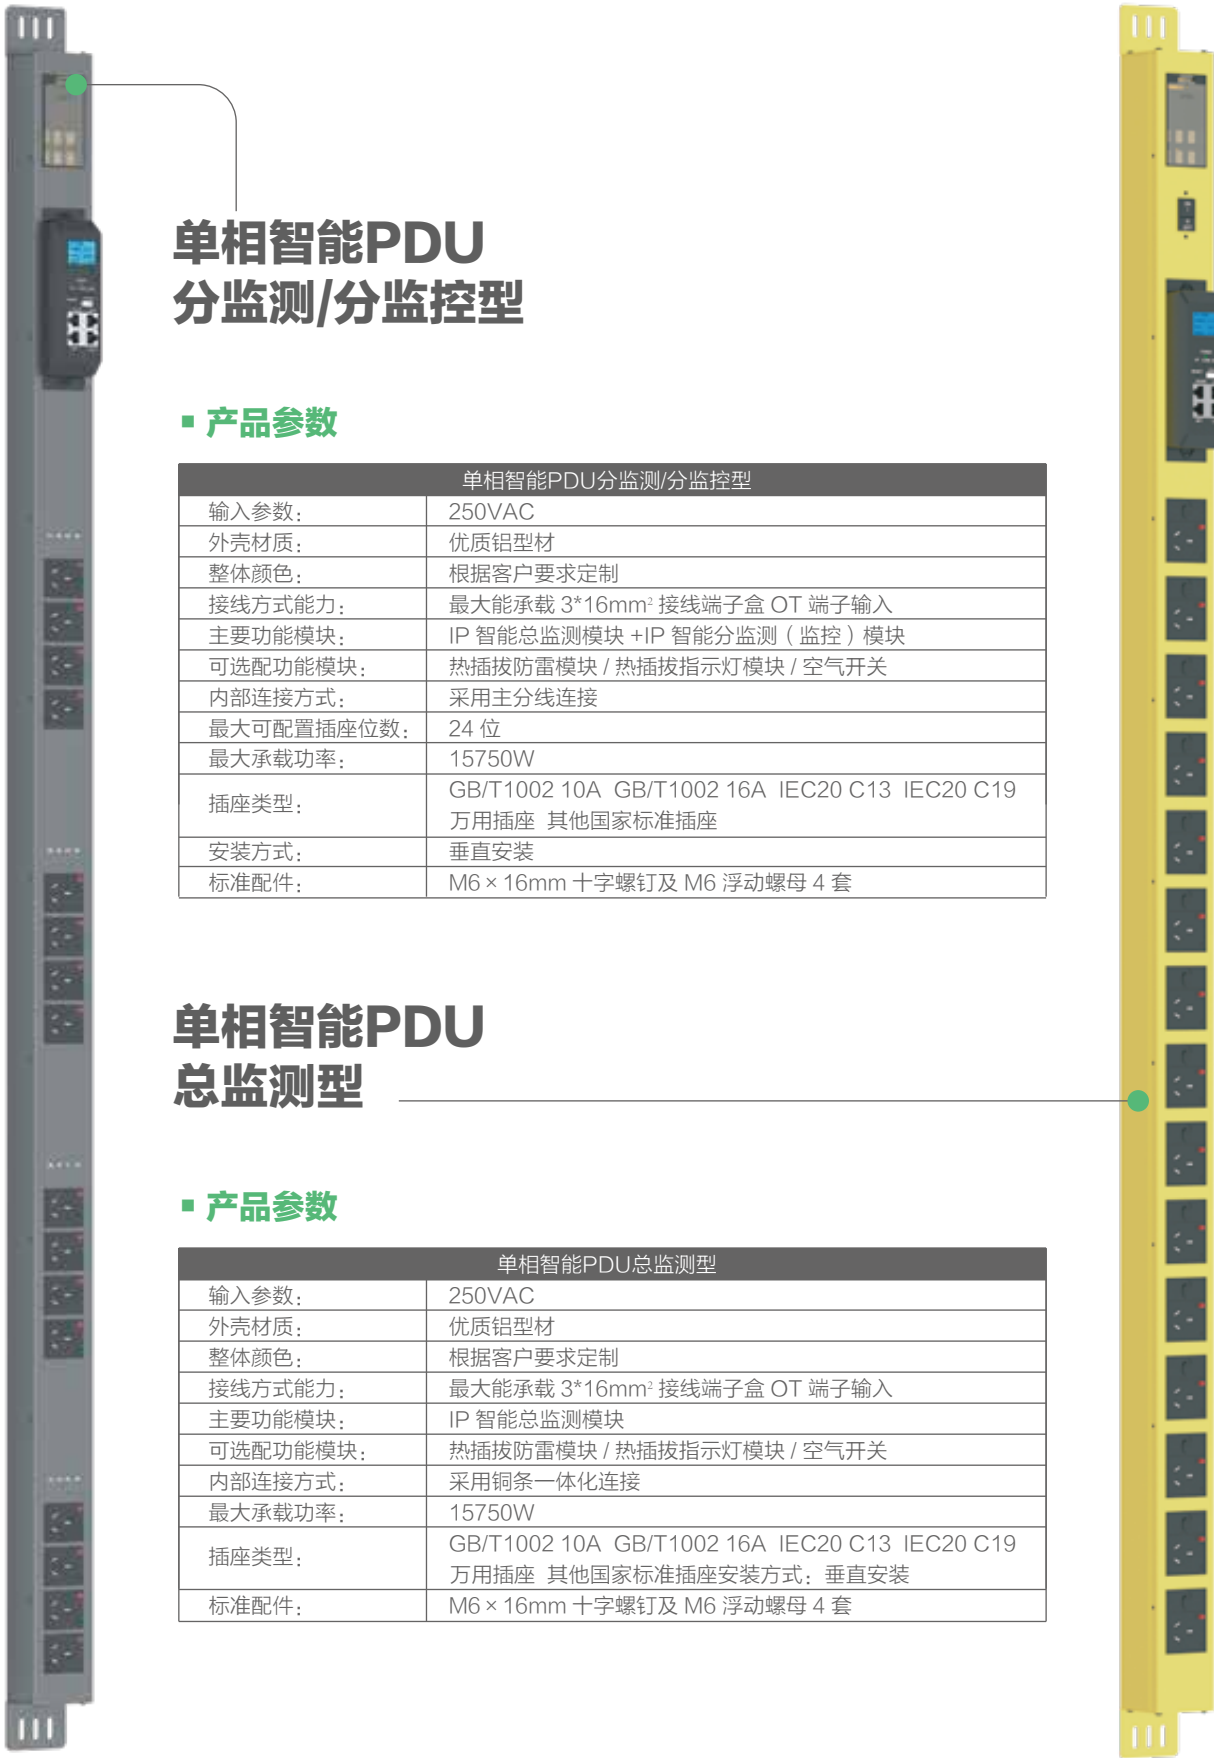 单相智能PDU
分监测/分监控型
产品参数
单相智能PDU分监测/分监控型
输入参数： 250VAC
外壳材质： 优质铝型材
整体颜色： 根据客户要求定制
接线方式能力： 最大能承载 3*16mm² 接线端子盒 OT 端子输入
主要功能模块： IP 智能总监测模块 +IP 智能分监测（监控）模块
可选配功能模块： 热插拔防雷模块 / 热插拔指示灯模块 / 空气开关
内部连接方式： 采用主分线连接
最大可配置插座位数： 24 位
最大承载功率： 15750W
插座类型： GB/T1002 10A GB/T1002 16A IEC20 C13 IEC20 C19
万用插座 其他国家标准插座
安装方式： 垂直安装
标准配件： M6×16mm 十字螺钉及 M6 浮动螺母 4 套
单相智能PDU
总监测型
产品参数
单相智能PDU总监测型
输入参数： 250VAC
外壳材质： 优质铝型材
整体颜色： 根据客户要求定制
接线方式能力： 最大能承载 3*16mm² 接线端子盒 OT 端子输入
主要功能模块： IP 智能总监测模块
可选配功能模块： 热插拔防雷模块 / 热插拔指示灯模块 / 空气开关
内部连接方式： 采用铜条一体化连接
最大承载功率： 15750W
插座类型： GB/T1002 10A GB/T1002 16A IEC20 C13 IEC20 C19
万用插座 其他国家标准插座安装方式：垂直安装
标准配件： M6×16mm 十字螺钉及 M6 浮动螺母 4 套